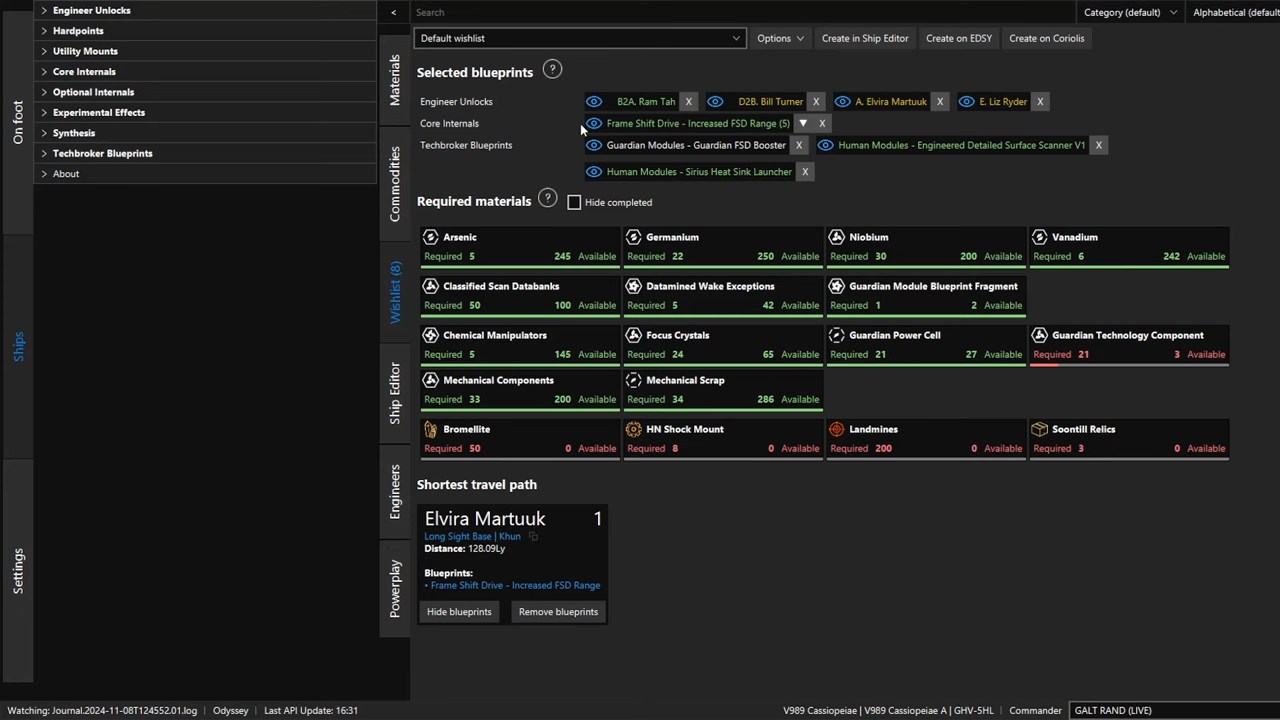 Engineer Unlocks
Hardpoints
Utility Mounts
Core Internals
Optional Internals
Experimental Effects
Synthesis
Techbroker Blueprints
About
On foot
Ships
Settings
<
Materials
Commodities
Wishlist (8)
Ship Editor
Engineers
Powerplay
Search
Category (default)
Alphabetical (defaul
Default wishlist
Options
Create in Ship Editor
Create on EDSY
Create on Coriolis
Selected blueprints ?
Engineer Unlocks B2A. Ram Tah X D2B. Bill Turner X A. Elvira Martuuk X E. Liz Ryder X
Core Internals Frame Shift Drive - Increased FSD Range (5) ▼ X
Techbroker Blueprints Guardian Modules - Guardian FSD Booster X Human Modules - Engineered Detailed Surface Scanner V1 X
Human Modules - Sirius Heat Sink Launcher X
Required materials ? Hide completed
Arsenic Germanium Niobium Vanadium
Required 5 245 Available Required 22 250 Available Required 30 200 Available Required 6 242 Available
Classified Scan Databanks Datamined Wake Exceptions Guardian Module Blueprint Fragment
Required 50 100 Available Required 5 42 Available Required 1 2 Available
Chemical Manipulators Focus Crystals Guardian Power Cell Guardian Technology Component
Required 5 145 Available Required 24 65 Available Required 21 27 Available Required 21 3 Available
Mechanical Components Mechanical Scrap
Required 33 200 Available Required 34 286 Available
Bromellite HN Shock Mount Landmines Soontill Relics
Required 50 0 Available Required 8 0 Available Required 200 0 Available Required 3 0 Available
Shortest travel path
Elvira Martuuk 1
Long Sight Base | Khun
Distance: 128.09Ly
Blueprints:
• Frame Shift Drive - Increased FSD Range
Hide blueprints Remove blueprints
Watching: Journal.2024-11-08T124552.01.log Odyssey Last API Update: 16:31 V989 Cassiopeiae | V989 Cassiopeiae A | GHV-5HL Commander GALT RAND (LIVE)